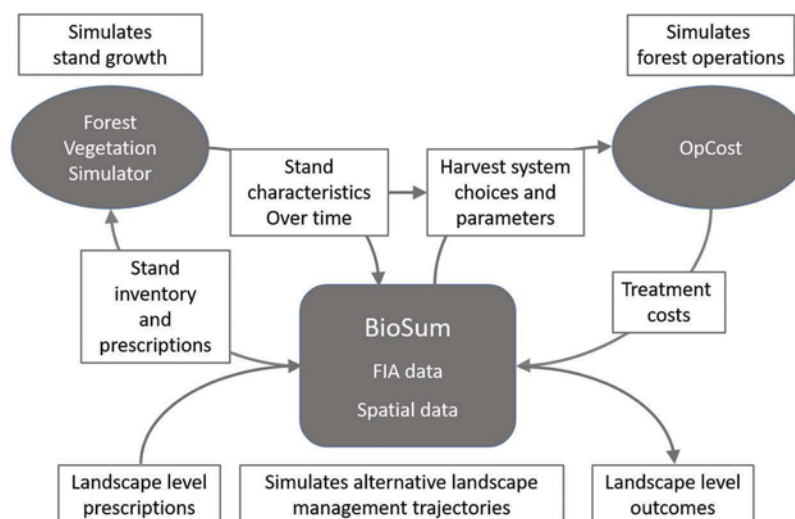 Simulates
stand growth
Simulates
forest operations
Forest
Vegetation
Simulator
OpCost
Stand
characteristics
Over time
Harvest system
choices and
parameters
Stand
inventory
and
prescriptions
Treatment
costs
BioSum
FIA data
Spatial data
Landscape level
prescriptions
Simulates alternative landscape
management trajectories
Landscape level
outcomes